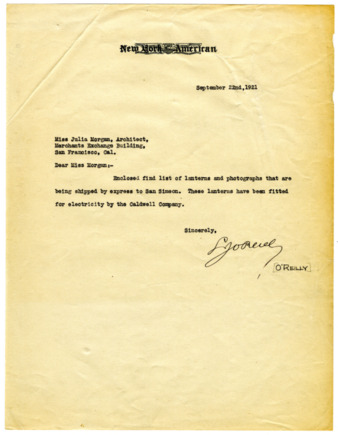 New York American
September 22nd,1921
Miss Julia Morgan, Architect,
Merchants Exchange Building,
San Francisco, Cal.
Dear Miss Morgan:-
Enclosed find list of lanterns and photographs that are
being shipped by express to San Simeon. These lanterns have been fitted
for electricity by the Caldwell Company.
Sincerely,
O'REILLY